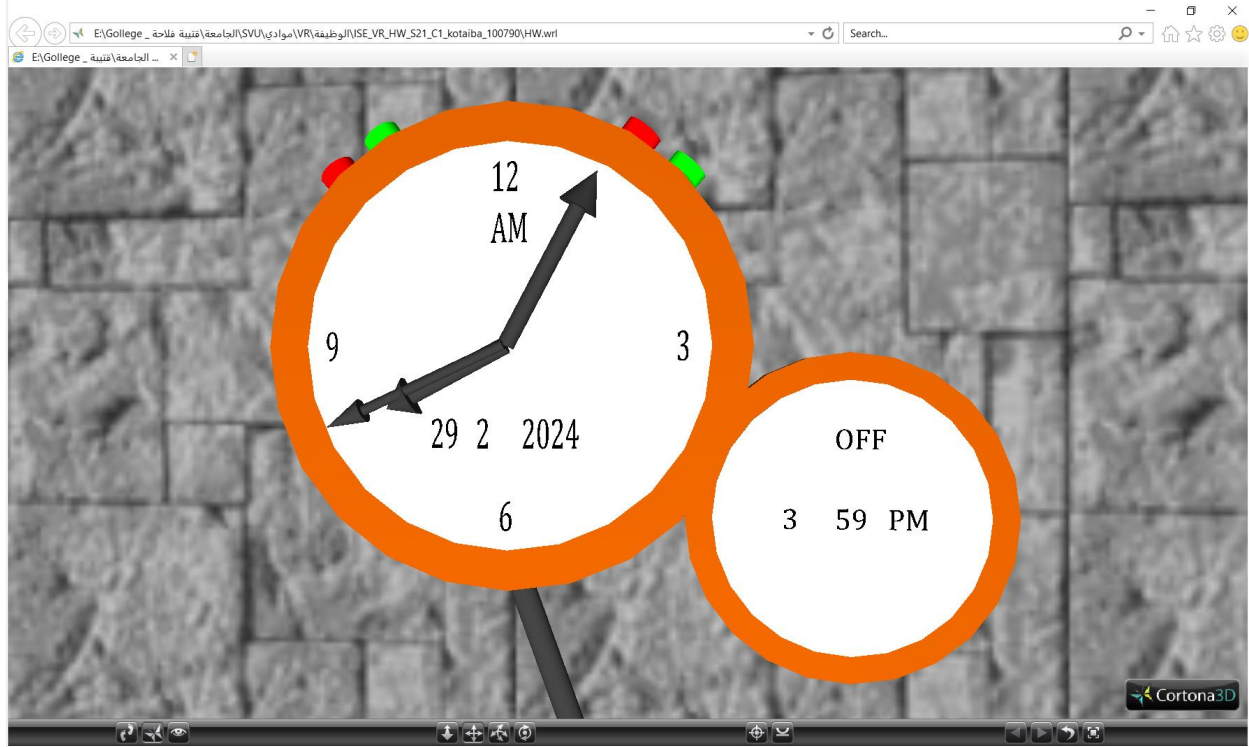 E:\Gollege _ الجامعة\قتيبة فلاحة\SVU\موادي\VR\الوظيفة\ISE_VR_HW_S21_C1_kotaiba_100790\HW.wrl
Search...
E:\Gollege _ الجامعة\قتيبة ...
12
AM
9
3
29 2 2024
6
OFF
3 59 PM
Cortona3D